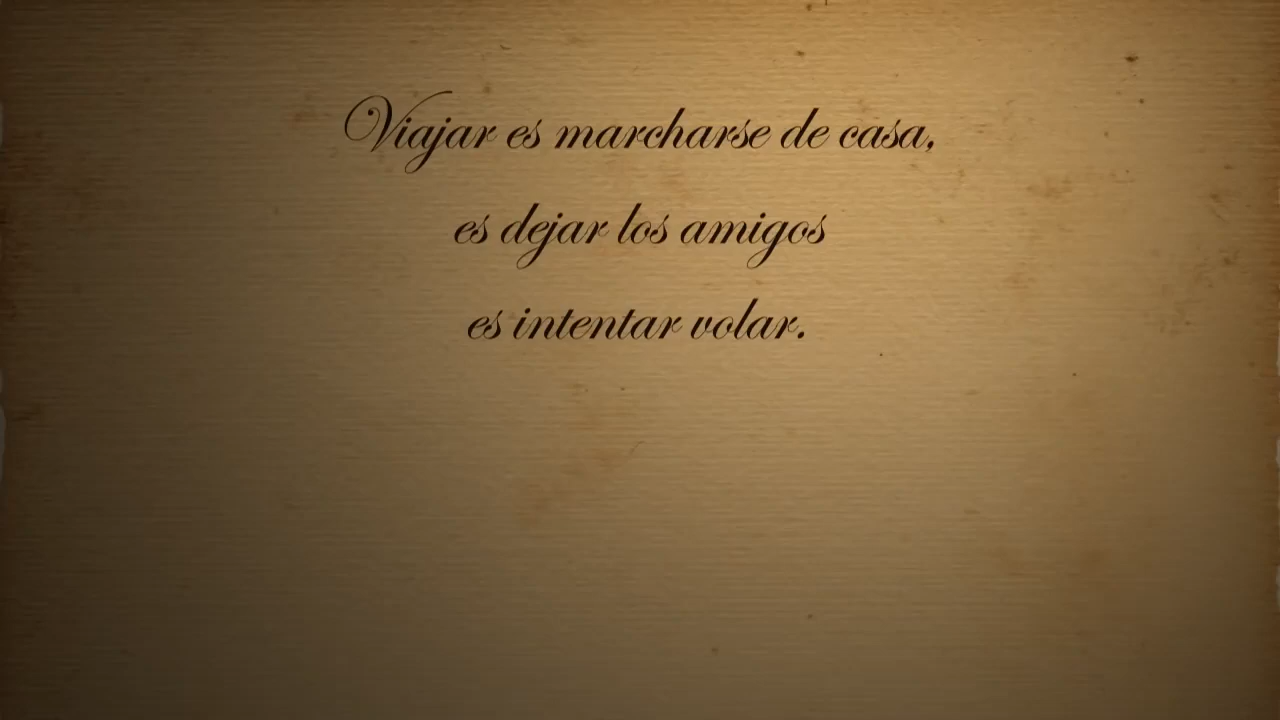 Viajar es marcharse de casa,
es dejar los amigos
es intentar volar.